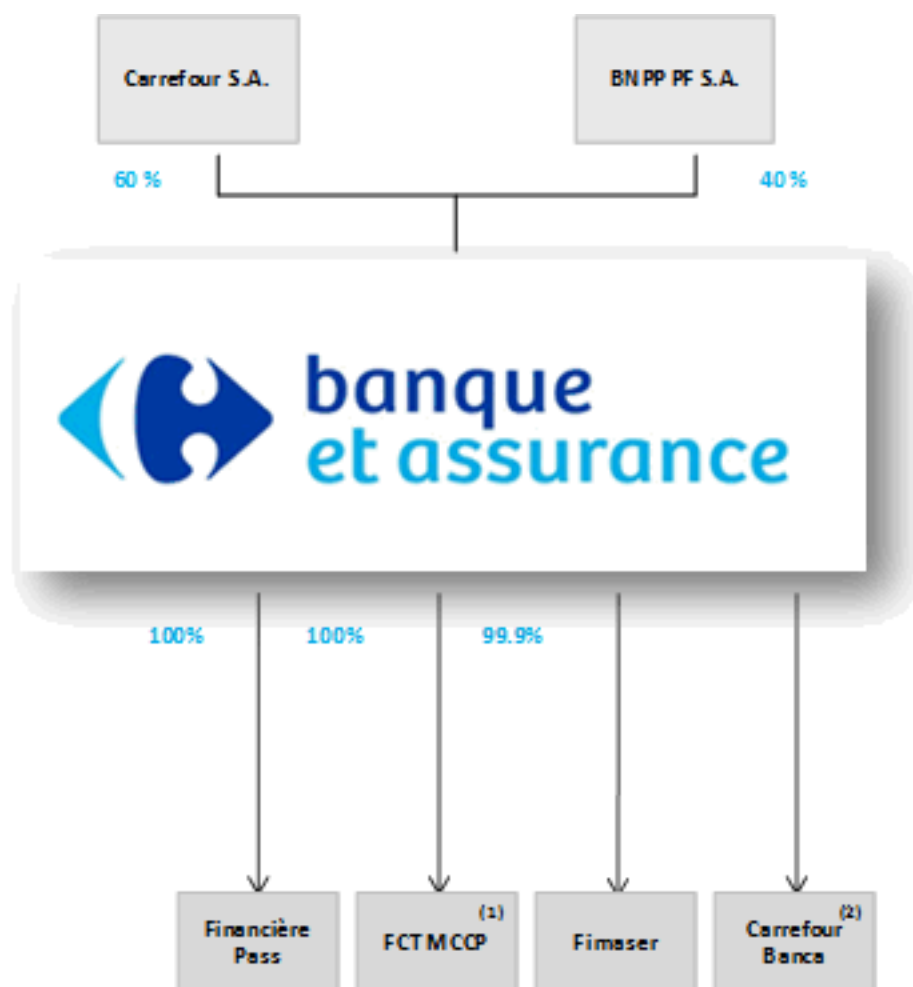 Carrefour S.A.
BNPP PF S.A.
60 %
40 %
banque
et assurance
100%
100%
99.9%
Financière
Pass
(1)
FCT MCCP
Fimaser
(2)
Carrefour
Banca